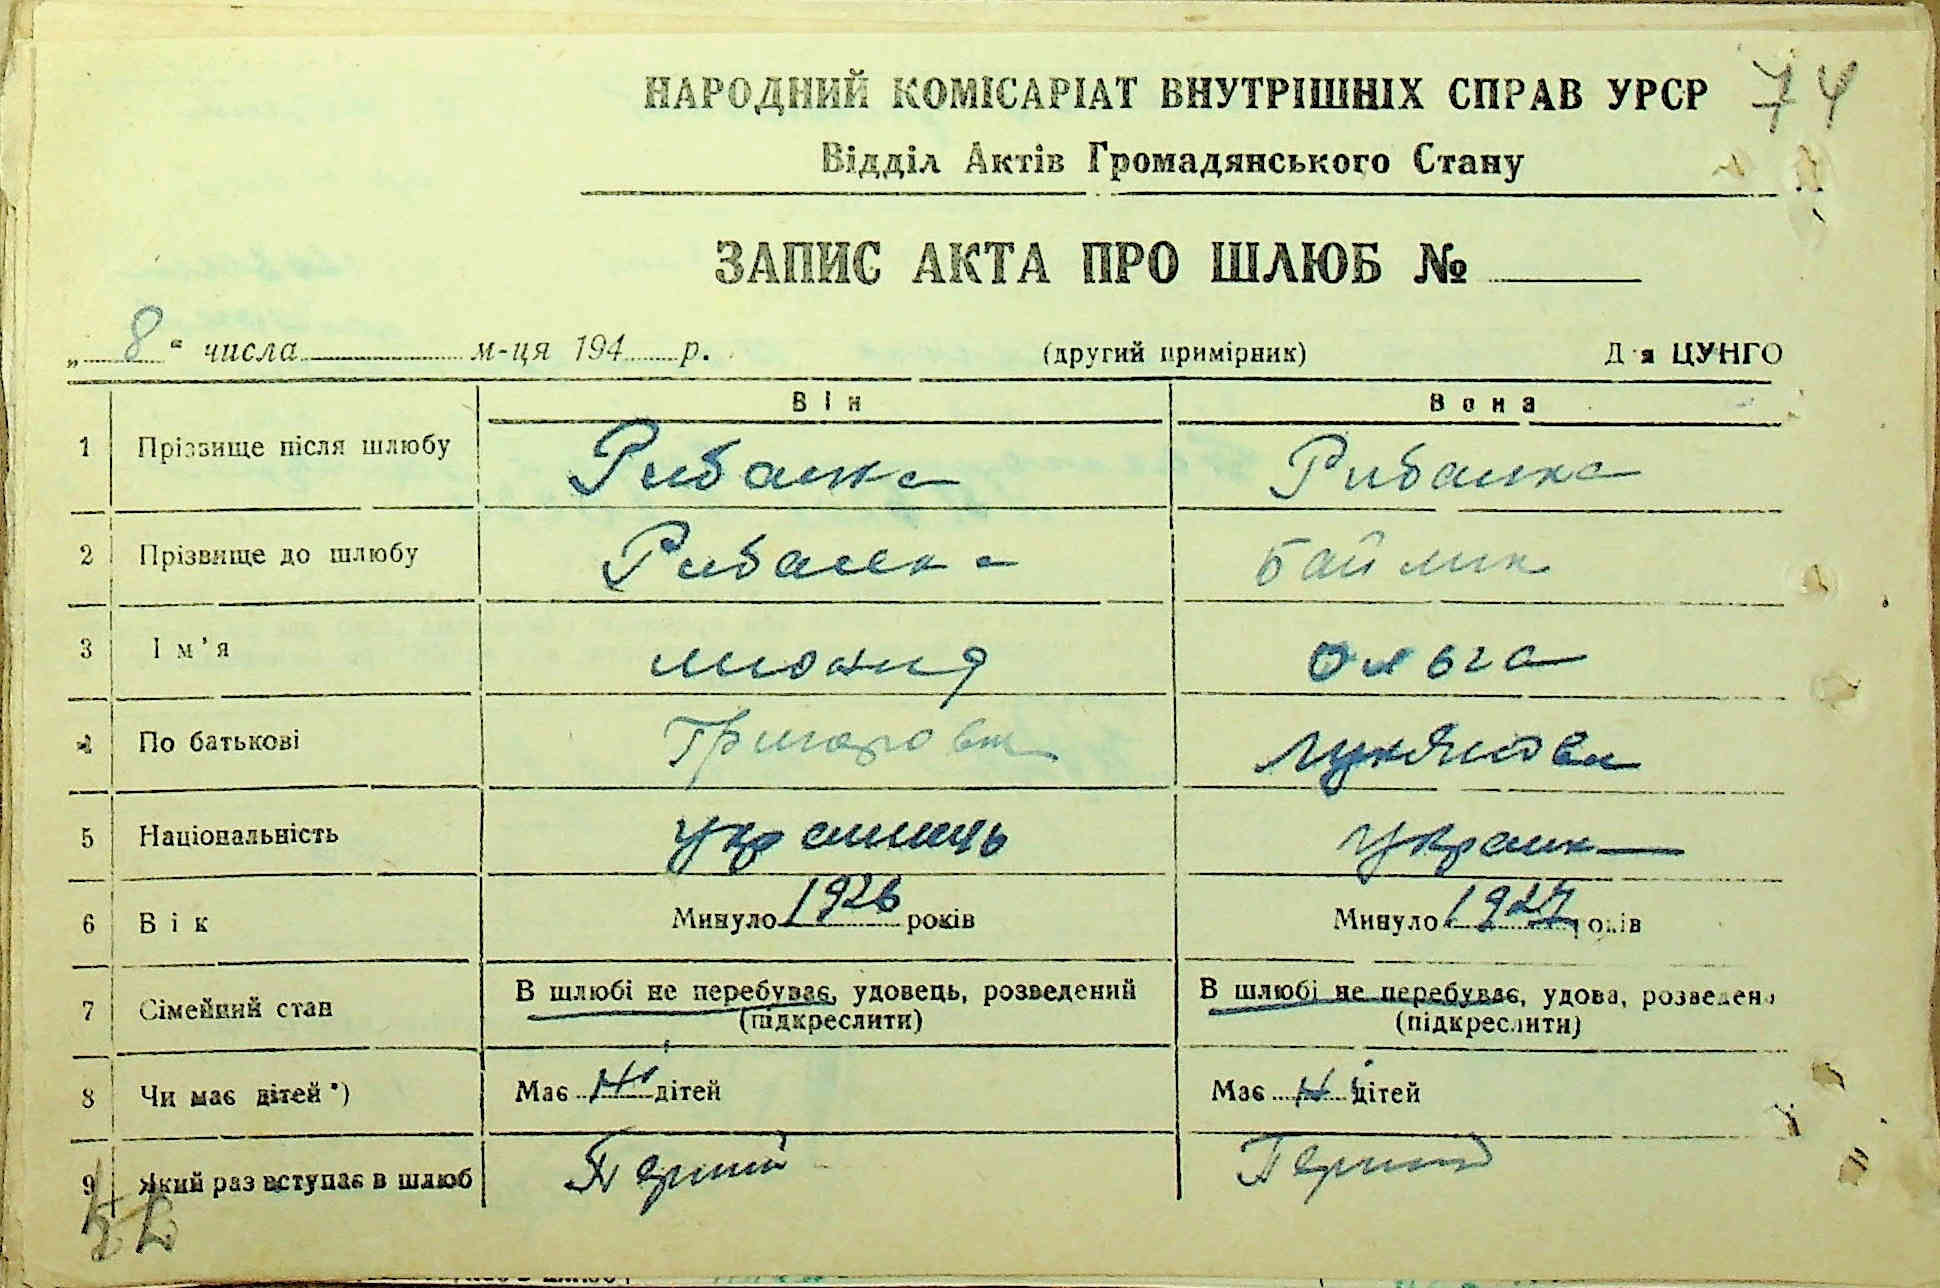 74
НАРОДНИЙ КОМІСАРІАТ ВНУТРІШНІХ СПРАВ УРСР
Відділ Актів Громадянського Стану
ЗАПИС АКТА ПРО ШЛЮБ №
„ 8 “ числа м-ця 194 р. (другий примірник) Для ЦУНГО
Він Вона
1 Прізвище після шлюбу Рибалка Рибалка
2 Прізвище до шлюбу Рибалка Байлик
3 Ім'я Ольга
4 По батькові Григорович Лукянівна
5 Національність українець українка
6 Вік Минуло 1926 років Минуло 1927 років
7 Сімейний стан В шлюбі не перебуває, удовець, розведений В шлюбі не перебуває, удова, розведена
(підкреслити) (підкреслити)
8 Чи має дітей *) Має Ні дітей Має Ні дітей
9 Який раз вступає в шлюб Перший Перший